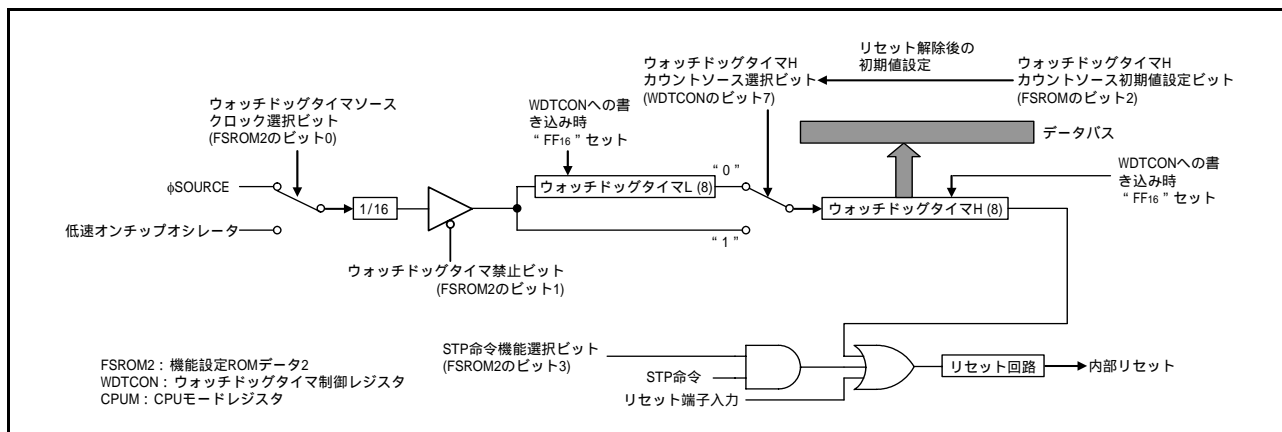 リセット解除後の
初期値設定
ウォッチドッグタイマH
カウントソース選択ビット
(WDTCONのビット7)
ウォッチドッグタイマH
カウントソース初期値設定ビット
(FSROMのビット2)
ウォッチドッグタイマソース
クロック選択ビット
(FSROM2のビット0)
WDTCONへの書
き込み時
“ FF16 ” セット
データバス
WDTCONへの書
き込み時
“ FF16 ” セット
φSOURCE
1/16
ウォッチドッグタイマL (8)
“ 0 ”
ウォッチドッグタイマH (8)
低速オンチップオシレータ
“ 1 ”
ウォッチドッグタイマ禁止ビット
(FSROM2のビット1)
STP命令機能選択ビット
(FSROM2のビット3)
STP命令
リセット端子入力
リセット回路
内部リセット
FSROM2 : 機能設定ROMデータ2
WDTCON : ウォッチドッグタイマ制御レジスタ
CPUM : CPUモードレジスタ